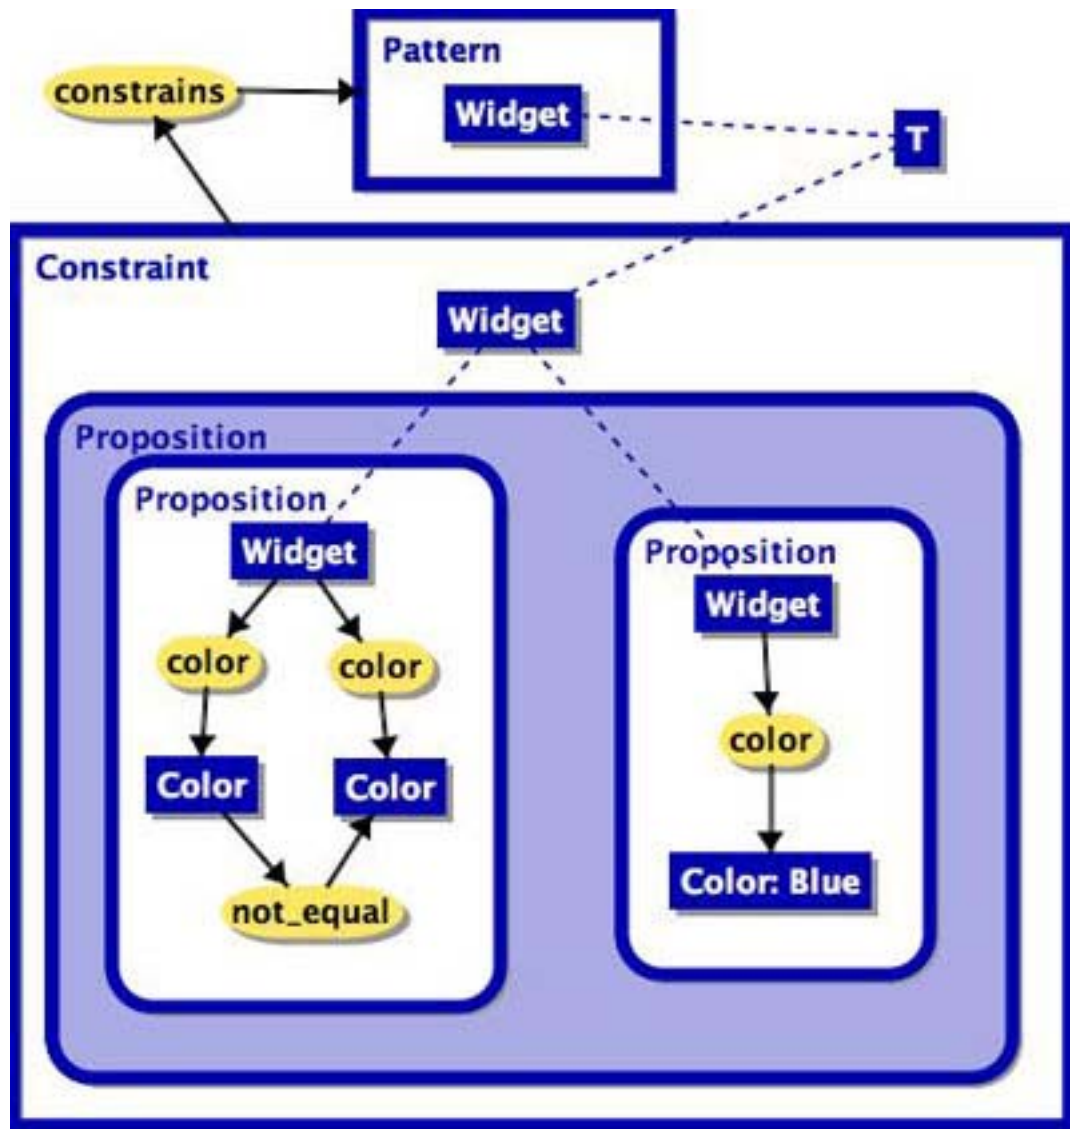 Pattern
constrains
Widget
T
Constraint
Widget
Proposition
Proposition
Widget
Proposition
Widget
color
color
color
Color
Color
Color: Blue
not_equal